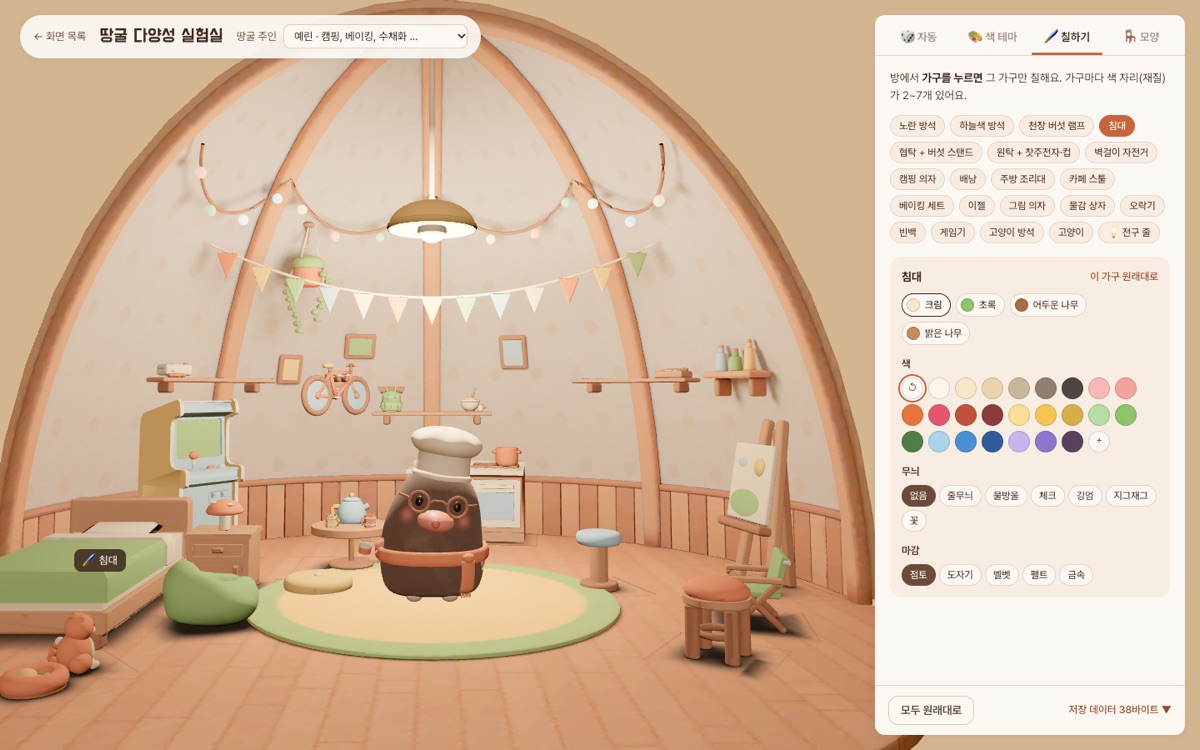 ← 화면 목록 땅굴 다양성 실험실 땅굴 주인 예린 · 캠핑, 베이킹, 수채화 ...
🎲 자동 🎨 색 테마 🖌️ 칠하기 🪑 모양
방에서 가구를 누르면 그 가구만 칠해요. 가구마다 색 자리(재질)
가 2~7개 있어요.
노란 방석 하늘색 방석 천장 버섯 램프 침대
협탁 + 버섯 스탠드 원탁 + 찻주전자·컵 벽걸이 자전거
캠핑 의자 배낭 주방 조리대 카페 스툴
베이킹 세트 이젤 그림 의자 물감 상자 오락기
빈백 게임기 고양이 방석 고양이 💡 전구 줄
침대 이 가구 원래대로
크림 초록 어두운 나무
밝은 나무
색
+
무늬
없음 줄무늬 물방울 체크 깅엄 지그재그
꽃
마감
점토 도자기 벨벳 펠트 금속
모두 원래대로 저장 데이터 38바이트 ▼
🖌️ 침대